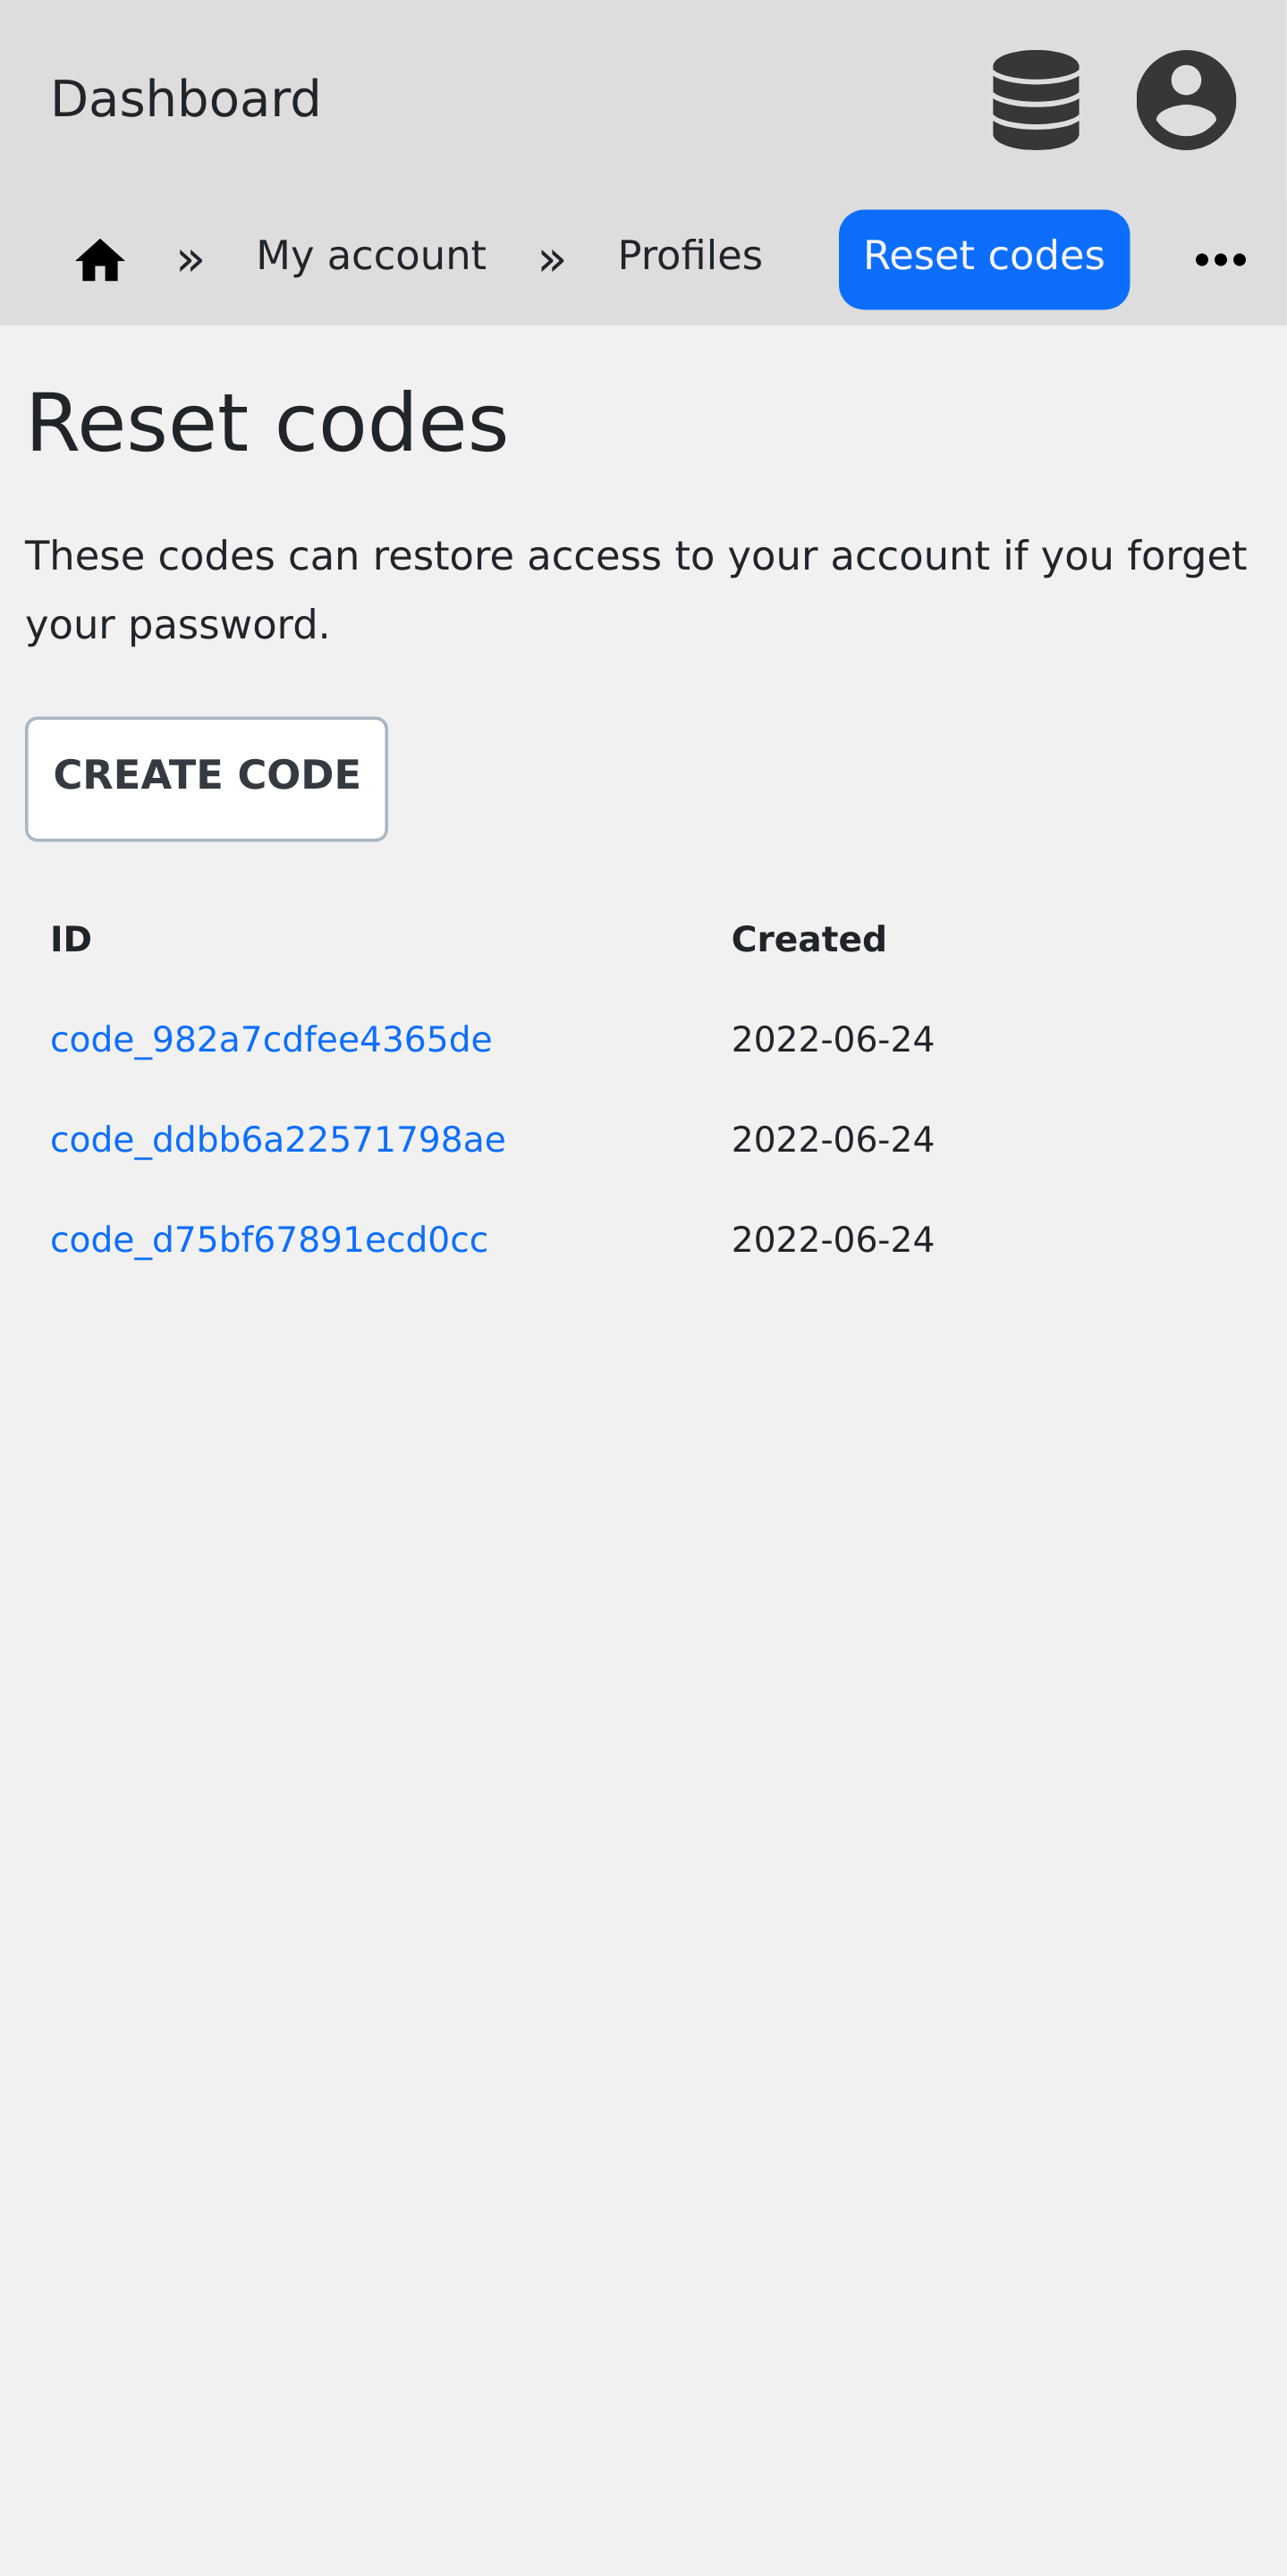 Dashboard
» My account » Profiles Reset codes
Reset codes
These codes can restore access to your account if you forget
your password.
CREATE CODE
ID Created
code_982a7cdfee4365de 2022-06-24
code_ddbb6a22571798ae 2022-06-24
code_d75bf67891ecd0cc 2022-06-24